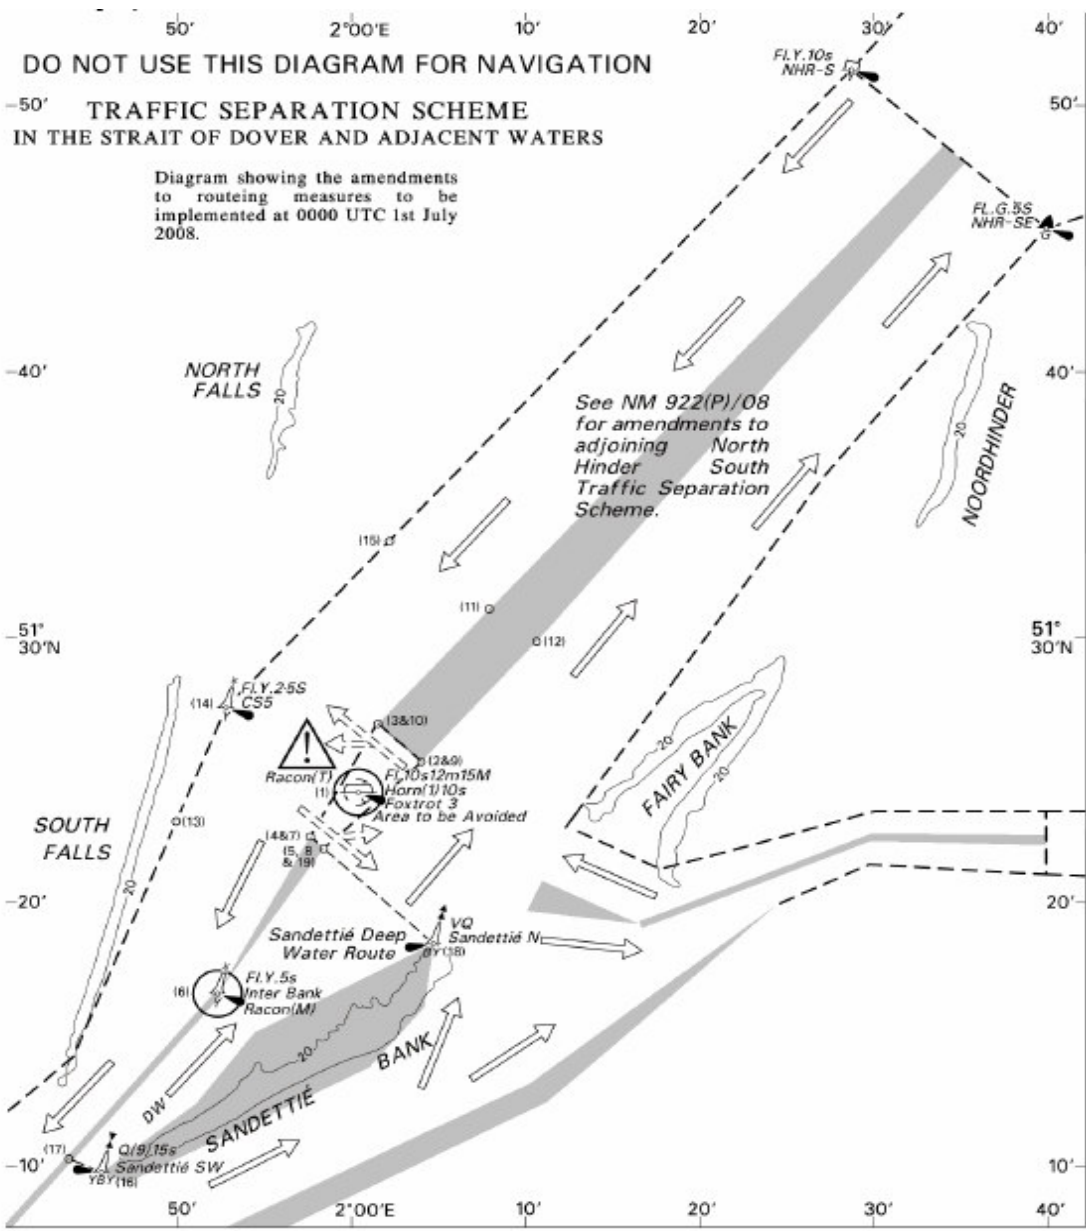 50' 2°00'E 10' 20' 30' 40'
DO NOT USE THIS DIAGRAM FOR NAVIGATION
Fl.Y.10s
NHR-S
50' 50'
TRAFFIC SEPARATION SCHEME
IN THE STRAIT OF DOVER AND ADJACENT WATERS
Diagram showing the amendments
to routeing measures to be
implemented at 0000 UTC 1st July
2008.
FL.G.5S
NHR-SE
G
40' 40'
NORTH
FALLS
20
See NM 922(P)/08
for amendments to
adjoining North
Hinder South
Traffic Separation
Scheme.
NOORDHINDER
20
(15)
(11)
(12)
51°
30'N
51°
30'N
Fl.Y.2·5S
CS5
(14)
(3&10)
(2&9)
!
Racon(T)
(1)
Fl.10s12m15M
Horn(1)10s
Foxtrot 3
Area to be Avoided
20
FAIRY BANK
20
(13)
SOUTH
FALLS
(4&7)
(5, 8
& 19)
20
20' 20'
VQ
Sandettié N
BY(18)
Sandettié Deep
Water Route
(6)
Fl.Y.5s
Inter Bank
Racon(M)
20
BANK
DW
SANDETTIÉ
(17)
Q(9).15s
Sandettié SW
YBY(16)
10' 10'
50' 2°00'E 10' 20' 30' 40'